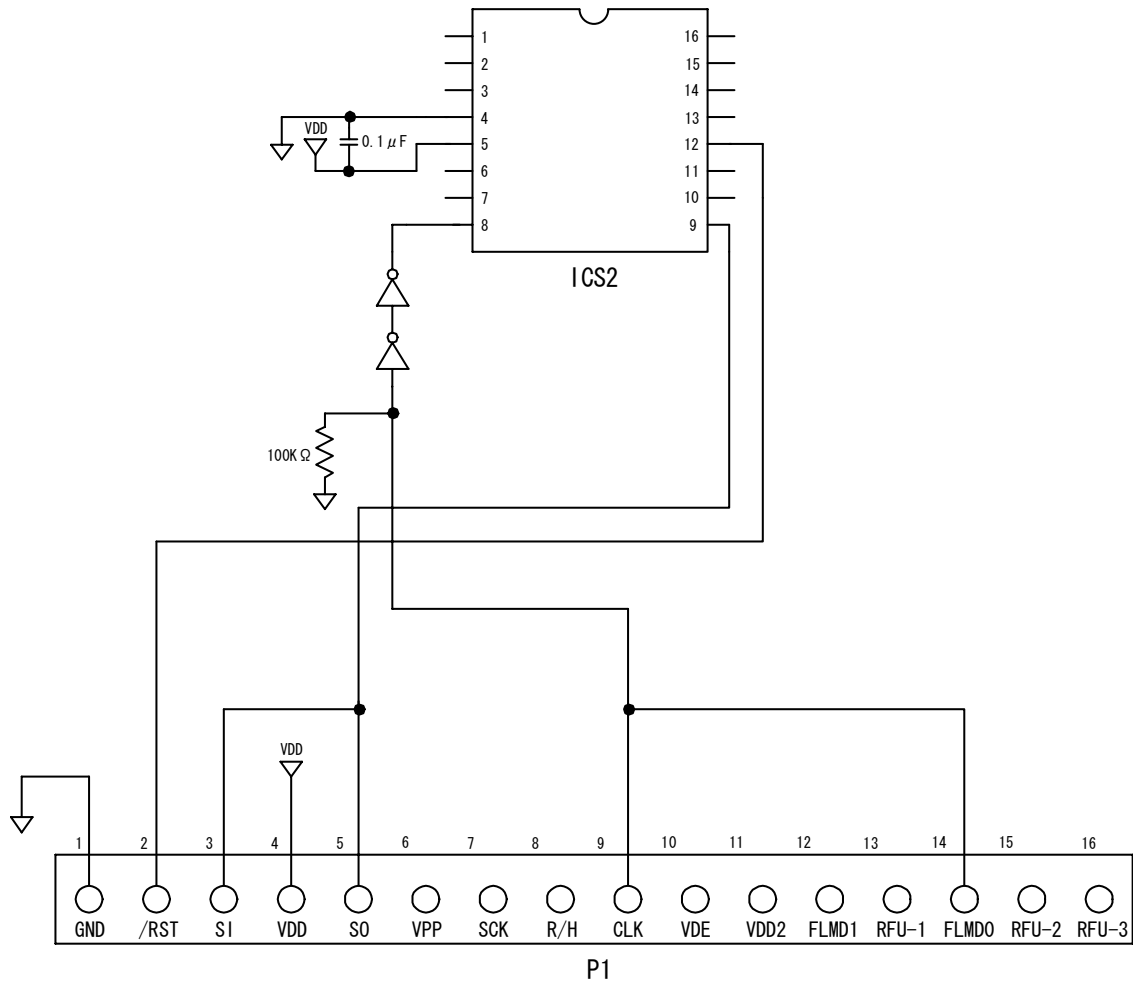 1 16
2 15
3 14
4 13
VDD 0.1μF 5 12
6 11
7 10
8 9
ICS2
100KΩ
VDD
1 2 3 4 5 6 7 8 9 10 11 12 13 14 15 16
GND /RST SI VDD SO VPP SCK R/H CLK VDE VDD2 FLMD1 RFU-1 FLMD0 RFU-2 RFU-3
P1